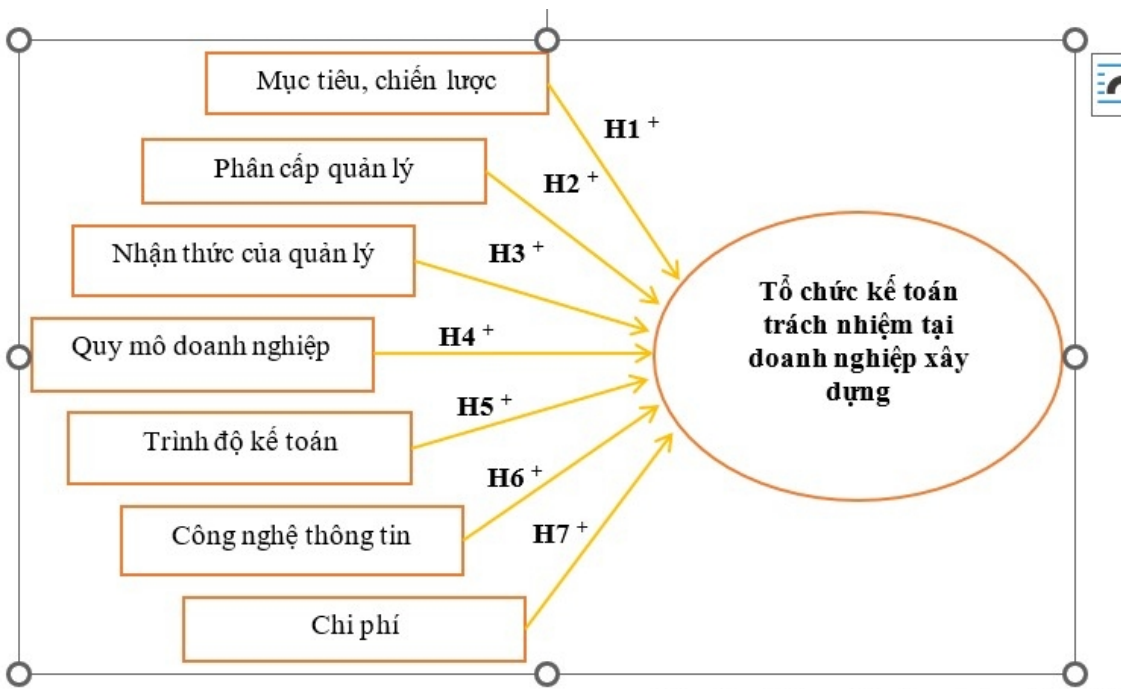 Mục tiêu, chiến lược
H1 +
Phân cấp quản lý
H2 +
Nhận thức của quản lý
H3 +
Quy mô doanh nghiệp
H4 +
Trình độ kế toán
H5 +
Công nghệ thông tin
H6 +
Chi phí
H7 +
Tổ chức kế toán
trách nhiệm tại
doanh nghiệp xây
dựng